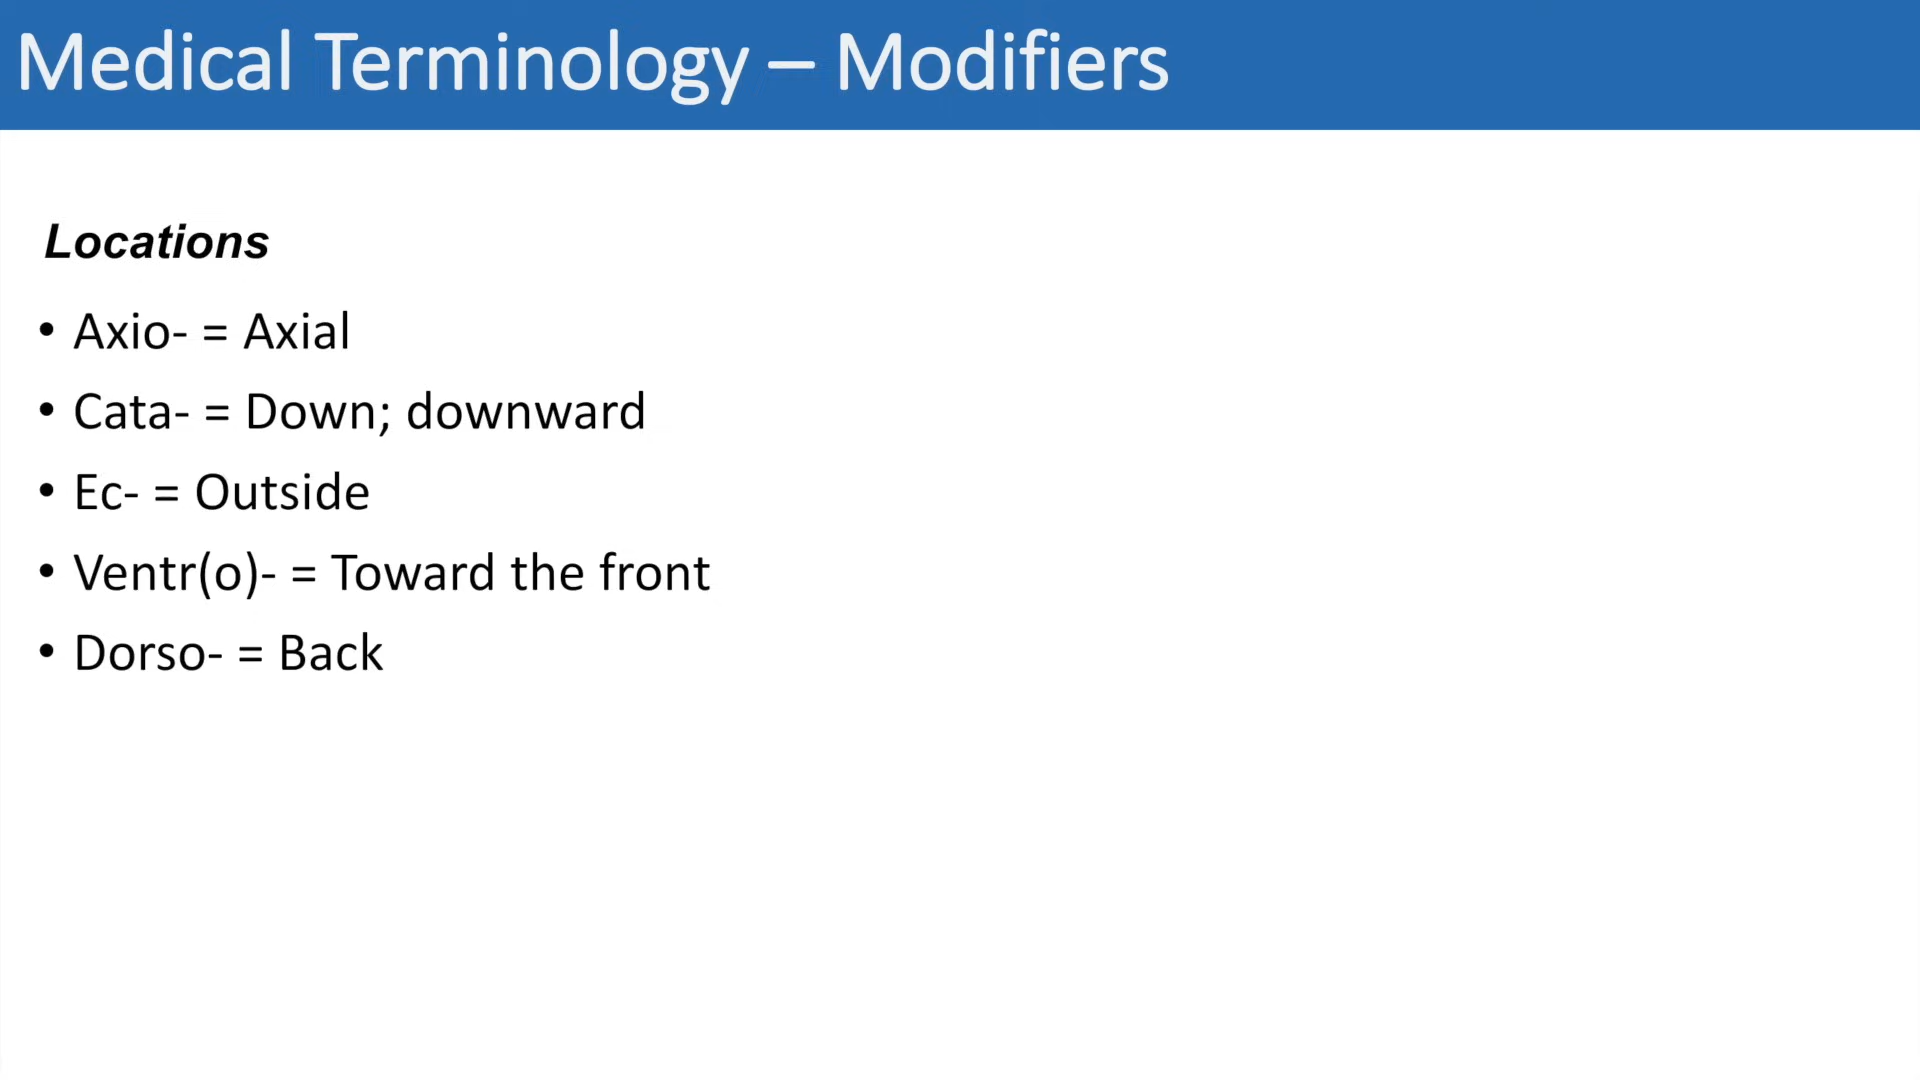 Medical Terminology – Modifiers
Locations
• Axio- = Axial
• Cata- = Down; downward
• Ec- = Outside
• Ventr(o)- = Toward the front
• Dorso- = Back